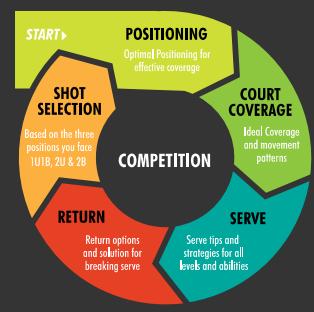 START
POSITIONING
Optimal Positioning for
effective coverage
COURT
COVERAGE
Ideal Coverage
and movement
patterns
SERVE
Serve tips and
strategies for all
levels and abilities
RETURN
Return options
and solution for
breaking serve
SHOT
SELECTION
Based on the three
positions you face
1U1B, 2U & 2B
COMPETITION